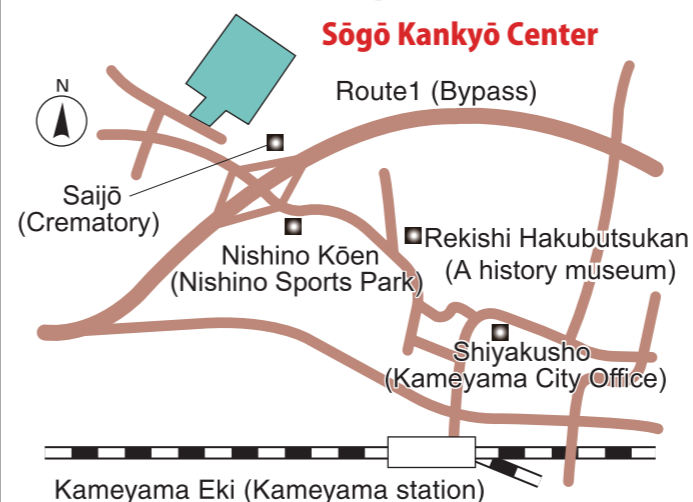 Sōgō Kankyō Center
Route1 (Bypass)
N
Saijō
(Crematory)
Rekishi Hakubutsukan
(A history museum)
Nishino Kōen
(Nishino Sports Park)
Shiyakusho
(Kameyama City Office)
Kameyama Eki (Kameyama station)